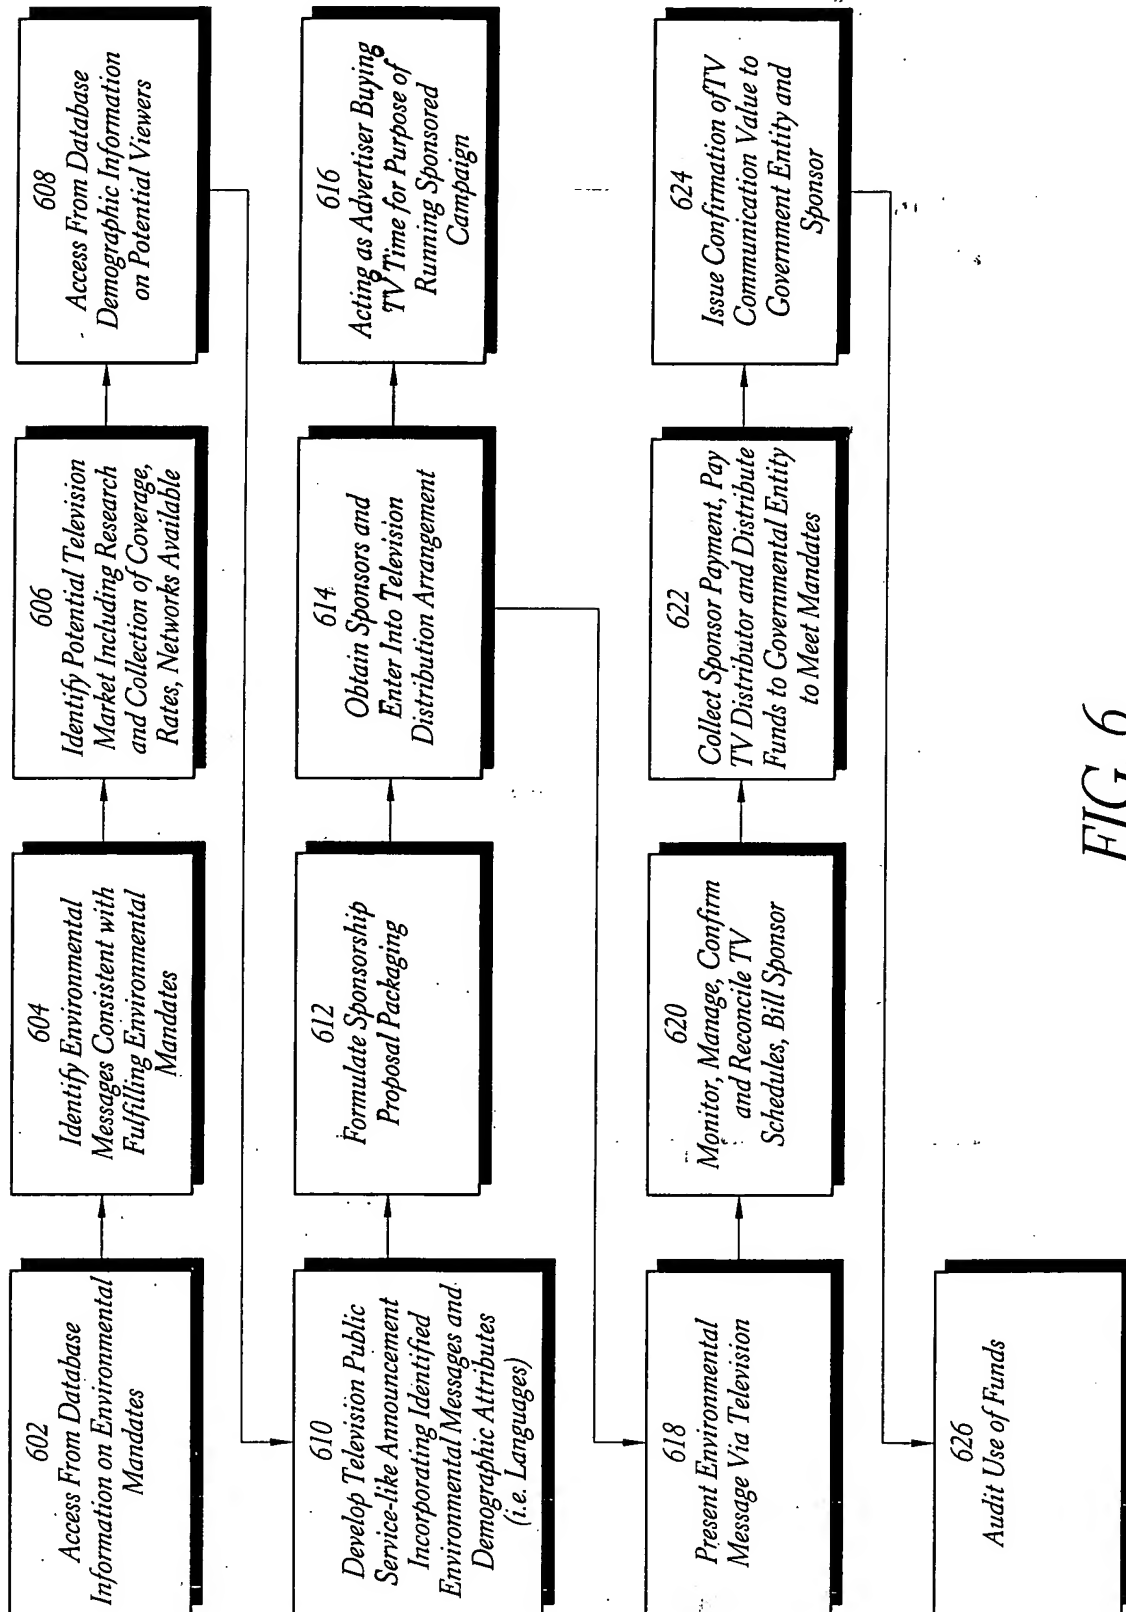 602
Access From Database
Information on Environmental
Mandates
604
Identify Environmental
Messages Consistent with
Fulfilling Environmental
Mandates
606
Identify Potential Television
Market Including Research
and Collection of Coverage,
Rates, Networks Available
608
Access From Database
Demographic Information
on Potential Viewers
610
Develop Television Public
Service-like Announcement
Incorporating Identified
Environmental Messages and
Demographic Attributes
(i.e. Languages)
612
Formulate Sponsorship
Proposal Packaging
614
Obtain Sponsors and
Enter Into Television
Distribution Arrangement
616
Acting as Advertiser Buying
TV Time for Purpose of
Running Sponsored
Campaign
618
Present Environmental
Message Via Television
620
Monitor, Manage, Confirm
and Reconcile TV
Schedules, Bill Sponsor
622
Collect Sponsor Payment, Pay
TV Distributor and Distribute
Funds to Governmental Entity
to Meet Mandates
624
Issue Confirmation of TV
Communication Value to
Government Entity and
Sponsor
626
Audit Use of Funds
FIG. 6